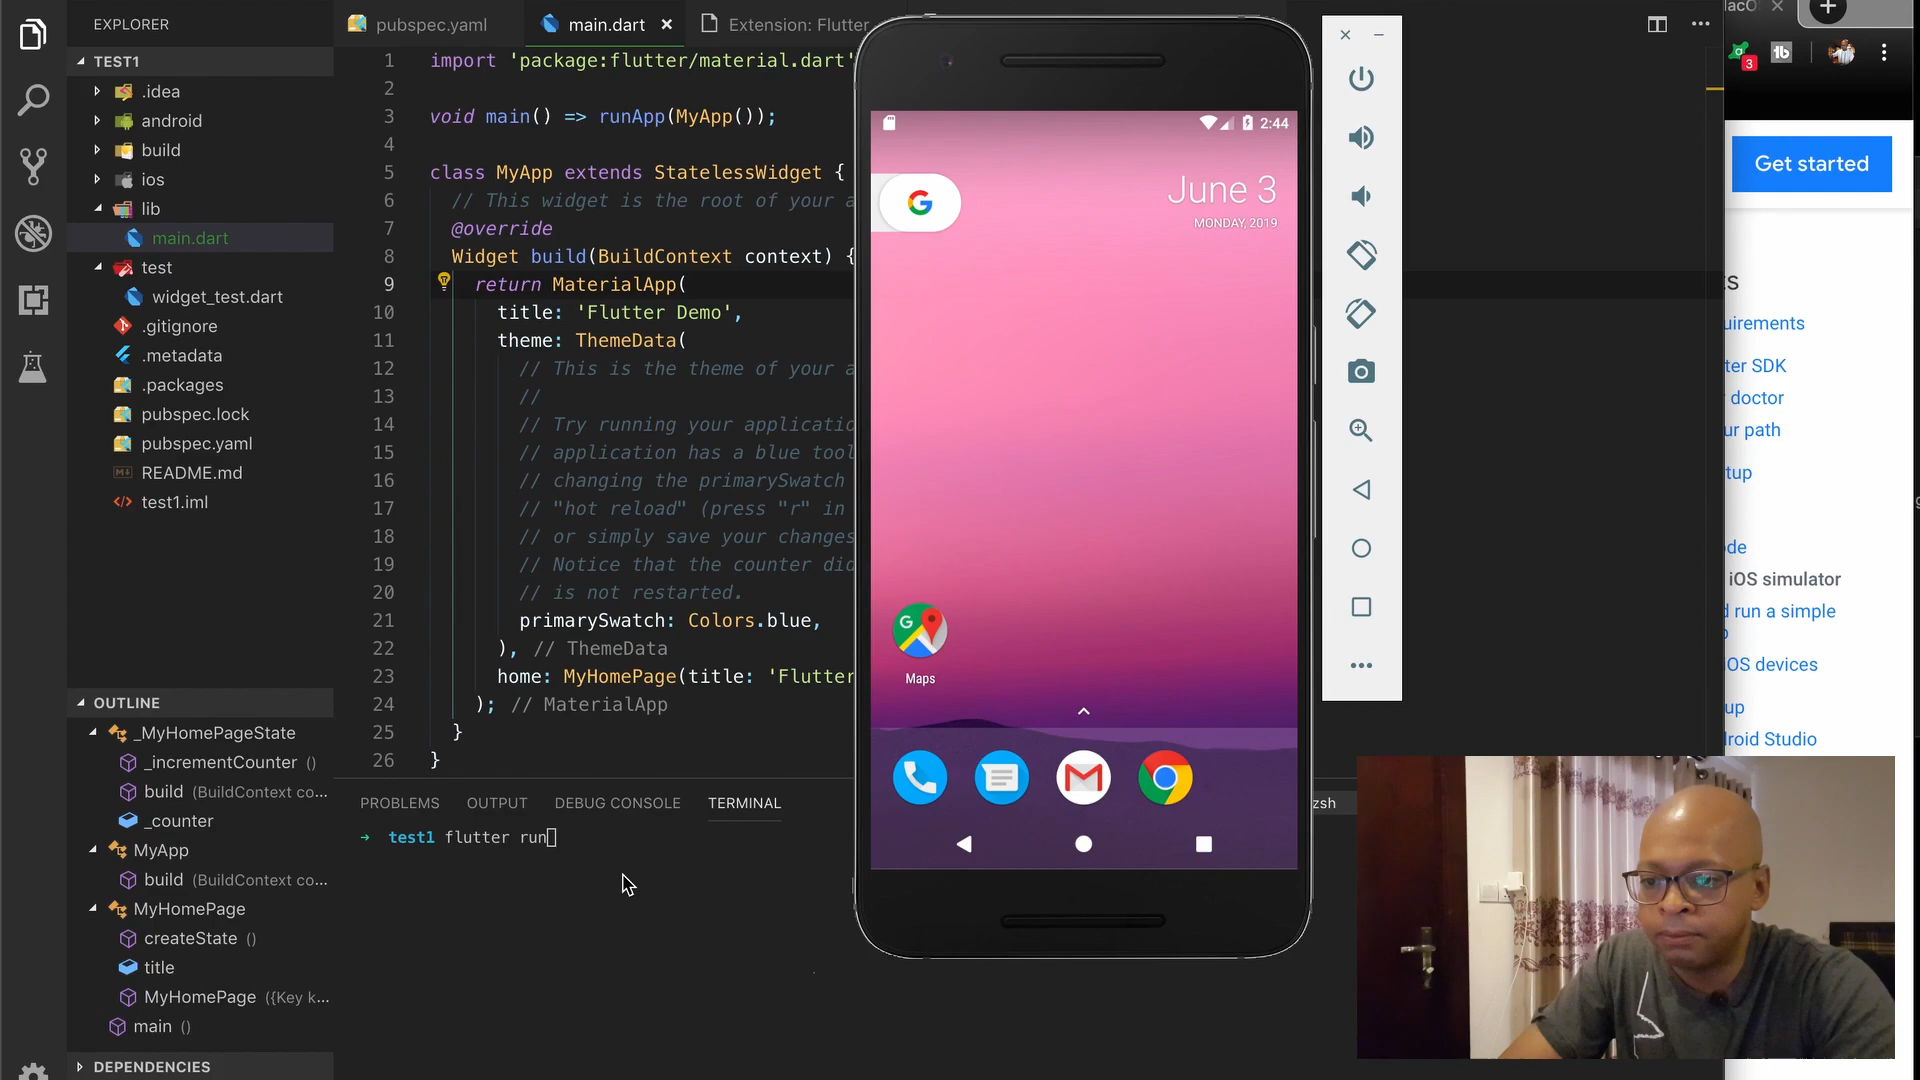 EXPLORER
TEST1
.idea
android
build
ios
lib
main.dart
test
widget_test.dart
.gitignore
.metadata
.packages
pubspec.lock
pubspec.yaml
README.md
test1.iml
OUTLINE
_MyHomePageState
_incrementCounter ()
build (BuildContext co...
_counter
MyApp
build (BuildContext co...
MyHomePage
createState ()
title
MyHomePage ({Key k...
main ()
DEPENDENCIES
pubspec.yaml
main.dart
Extension: Flutter
1 import 'package:flutter/material.dart'
2
3 void main() => runApp(MyApp());
4
5 class MyApp extends StatelessWidget {
6 // This widget is the root of your a
7 @override
8 Widget build(BuildContext context) {
9 return MaterialApp(
10 title: 'Flutter Demo',
11 theme: ThemeData(
12 // This is the theme of your a
13 //
14 // Try running your applicatio
15 // application has a blue tool
16 // changing the primarySwatch
17 // "hot reload" (press "r" in
18 // or simply save your changes
19 // Notice that the counter did
20 // is not restarted.
21 primarySwatch: Colors.blue,
22 ), // ThemeData
23 home: MyHomePage(title: 'Flutter
24 ); // MaterialApp
25 }
26 }
PROBLEMS OUTPUT DEBUG CONSOLE TERMINAL
zsh
→ test1 flutter run
2:44
G
June 3
MONDAY, 2019
Maps
acO
3
tb
Get started
s
uirements
ter SDK
doctor
ur path
tup
de
iOS simulator
d run a simple
OS devices
up
roid Studio